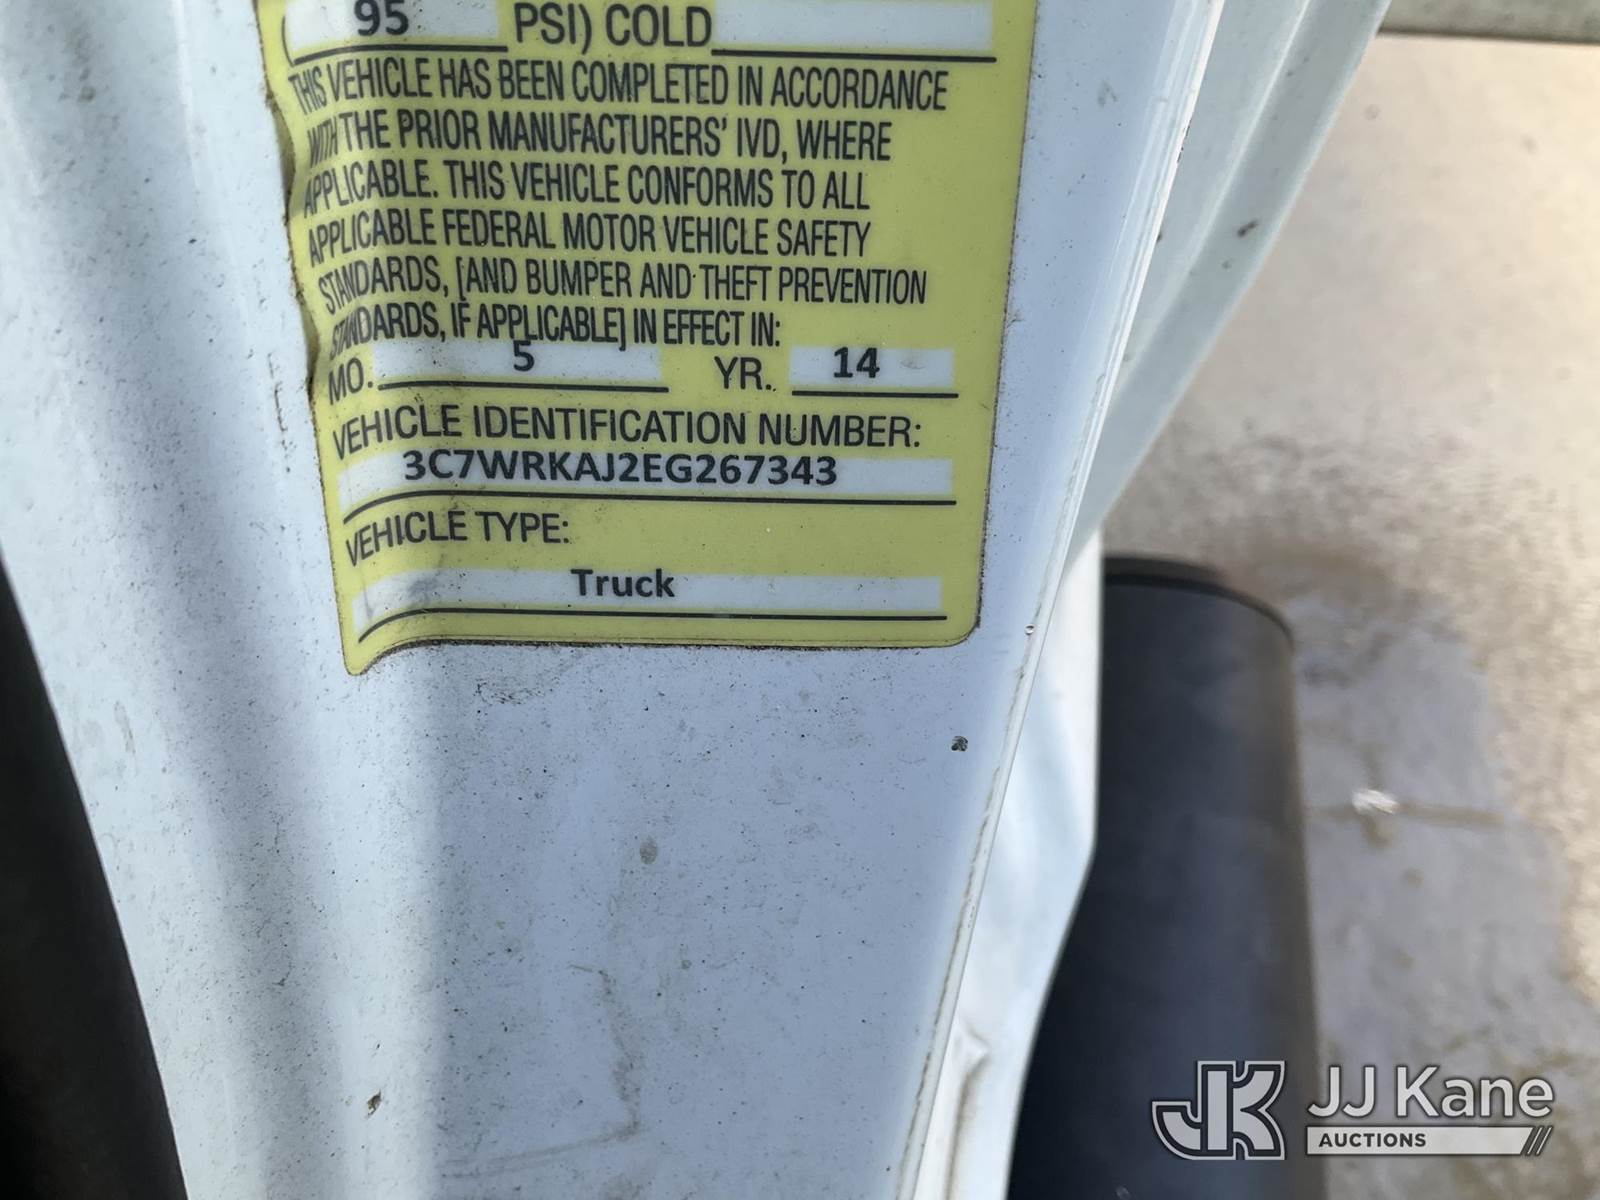 ( 95 PSI) COLD
THIS VEHICLE HAS BEEN COMPLETED IN ACCORDANCE
WITH THE PRIOR MANUFACTURERS' IVD, WHERE
APPLICABLE. THIS VEHICLE CONFORMS TO ALL
APPLICABLE FEDERAL MOTOR VEHICLE SAFETY
STANDARDS, [AND BUMPER AND THEFT PREVENTION
STANDARDS, IF APPLICABLE] IN EFFECT IN:
MO. 5 YR. 14
VEHICLE IDENTIFICATION NUMBER:
3C7WRKAJ2EG267343
VEHICLE TYPE:
Truck
JK JJ Kane
AUCTIONS